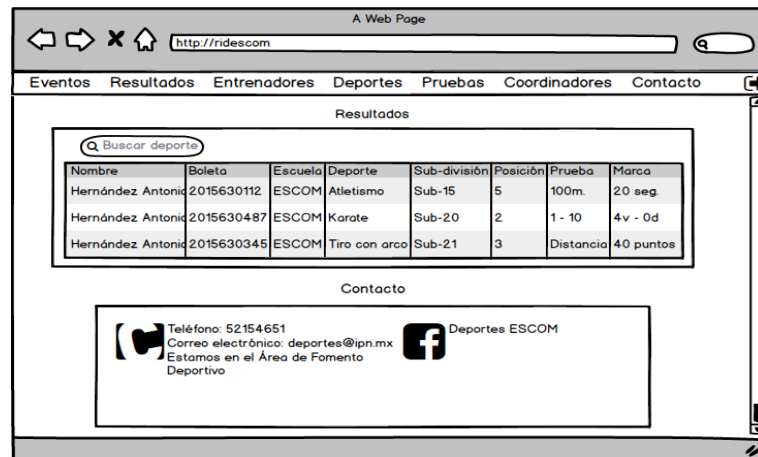 A Web Page
http://ridescom
Eventos Resultados Entrenadores Deportes Pruebas Coordinadores Contacto
Resultados
Buscar deporte
Nombre Boleta Escuela Deporte Sub-división Posición Prueba Marca
Hernández Antonio 2015630112 ESCOM Atletismo Sub-15 5 100m. 20 seg.
Hernández Antonio 2015630487 ESCOM Karate Sub-20 2 1 - 10 4v - 0d
Hernández Antonio 2015630345 ESCOM Tiro con arco Sub-21 3 Distancia 40 puntos
Contacto
Teléfono: 52154651
Correo electrónico: deportes@ipn.mx
Estamos en el Área de Fomento
Deportivo
Deportes ESCOM